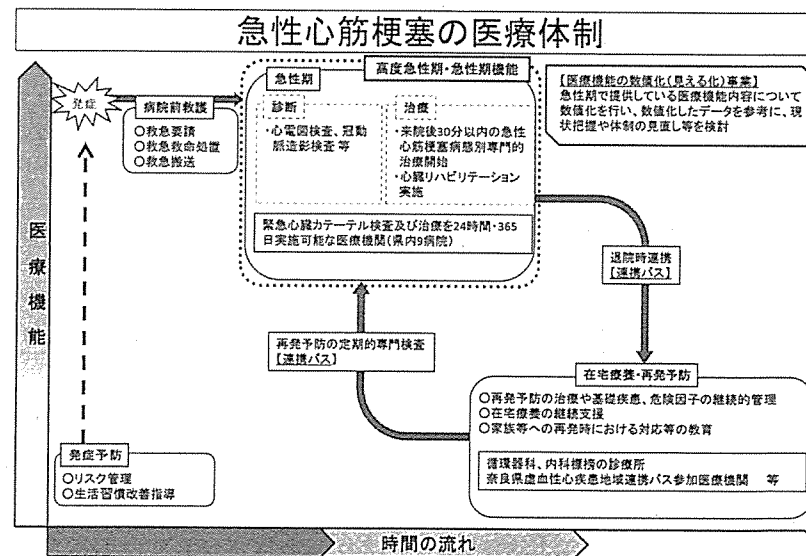 急性心筋梗塞の医療体制
医療機能
発症
病院前救護
○救急要請
○救急救命処置
○救急搬送
急性期
高度急性期・急性期機能
診断
・心電図検査、冠動
脈造影検査 等
治療
・来院後30分以内の急性
心筋梗塞病態別専門的
治療開始
・心臓リハビリテーション
実施
緊急心臓カテーテル検査及び治療を24時間・365
日実施可能な医療機関(県内9病院)
【医療機能の数値化(見える化)事業】
急性期で提供している医療機能内容について
数値化を行い、数値化したデータを参考に、現
状把握や体制の見直し等を検討
退院時連携
【連携パス】
再発予防の定期的専門検査
【連携パス】
在宅療養・再発予防
○再発予防の治療や基礎疾患、危険因子の継続的管理
○在宅療養の継続支援
○家族等への再発時における対応等の教育
循環器科、内科標榜の診療所
奈良県虚血性心疾患地域連携パス参加医療機関 等
発症予防
○リスク管理
○生活習慣改善指導
時間の流れ